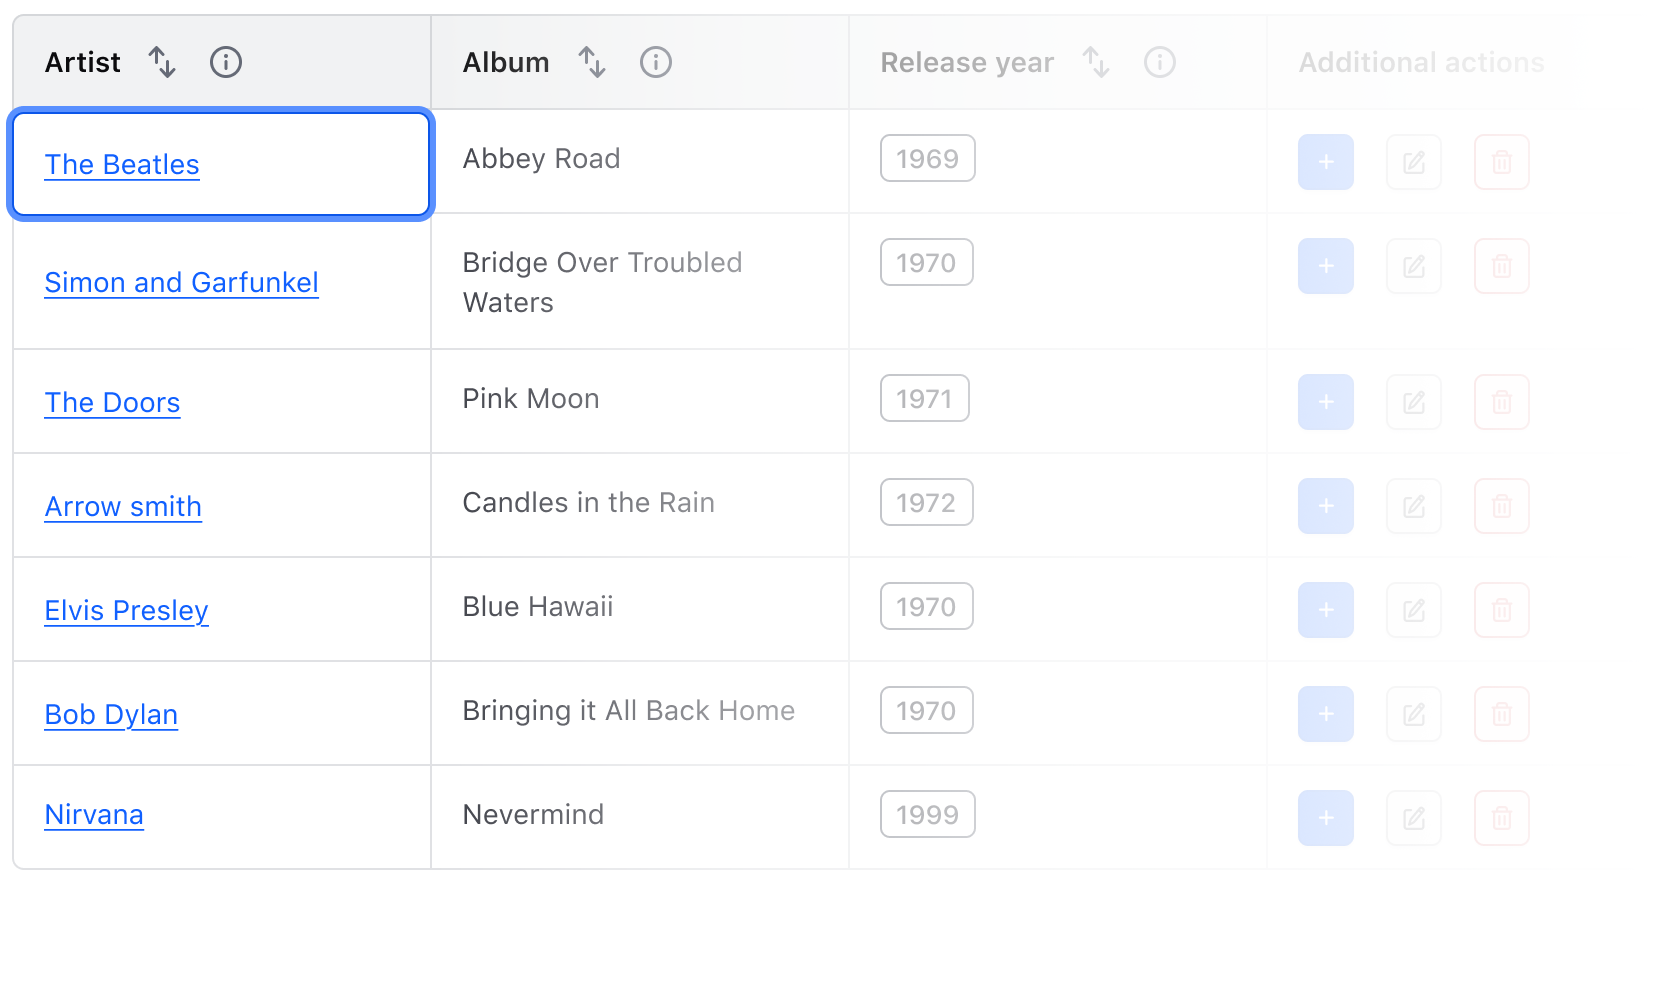 Artist Album Release year Additional actions
The Beatles Abbey Road 1969
Simon and Garfunkel Bridge Over Troubled Waters 1970
The Doors Pink Moon 1971
Arrow smith Candles in the Rain 1972
Elvis Presley Blue Hawaii 1970
Bob Dylan Bringing it All Back Home 1970
Nirvana Nevermind 1999